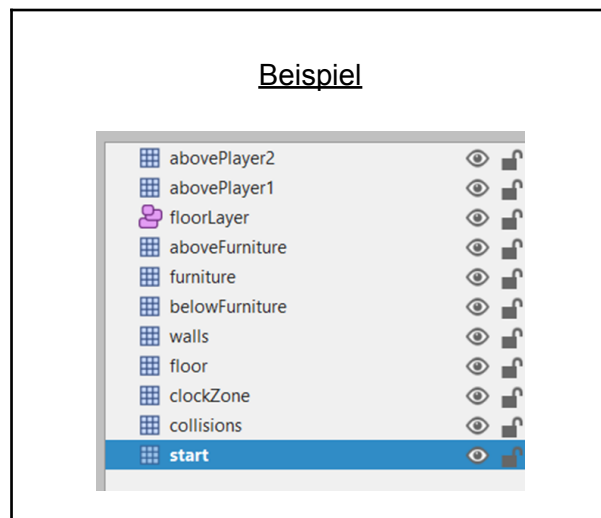 Beispiel
abovePlayer2
abovePlayer1
floorLayer
aboveFurniture
furniture
belowFurniture
walls
floor
clockZone
collisions
start